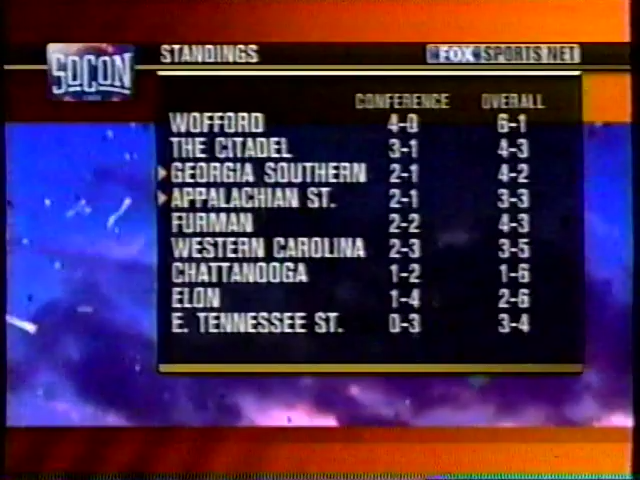 SOCON
STANDINGS
FOX SPORTS NET
CONFERENCE OVERALL
WOFFORD 4-0 6-1
THE CITADEL 3-1 4-3
GEORGIA SOUTHERN 2-1 4-2
APPALACHIAN ST. 2-1 3-3
FURMAN 2-2 4-3
WESTERN CAROLINA 2-3 3-5
CHATTANOOGA 1-2 1-6
ELON 1-4 2-6
E. TENNESSEE ST. 0-3 3-4